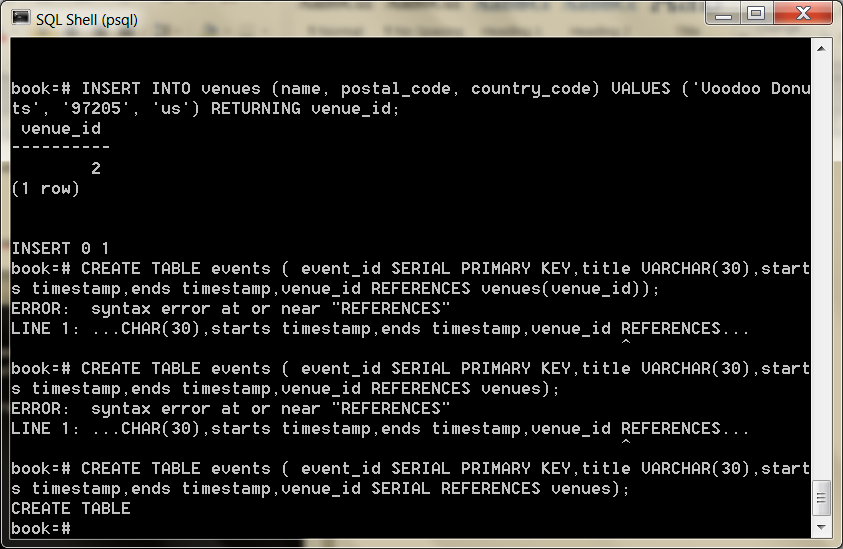 SQL Shell (psql)
book=# INSERT INTO venues (name, postal_code, country_code) VALUES ('Voodoo Donu
ts', '97205', 'us') RETURNING venue_id;
 venue_id
----------
        2
(1 row)
INSERT 0 1
book=# CREATE TABLE events ( event_id SERIAL PRIMARY KEY,title VARCHAR(30),start
s timestamp,ends timestamp,venue_id REFERENCES venues(venue_id));
ERROR:  syntax error at or near "REFERENCES"
LINE 1: ...CHAR(30),starts timestamp,ends timestamp,venue_id REFERENCES...
                                                             ^
book=# CREATE TABLE events ( event_id SERIAL PRIMARY KEY,title VARCHAR(30),start
s timestamp,ends timestamp,venue_id REFERENCES venues);
ERROR:  syntax error at or near "REFERENCES"
LINE 1: ...CHAR(30),starts timestamp,ends timestamp,venue_id REFERENCES...
                                                             ^
book=# CREATE TABLE events ( event_id SERIAL PRIMARY KEY,title VARCHAR(30),start
s timestamp,ends timestamp,venue_id SERIAL REFERENCES venues);
CREATE TABLE
book=#